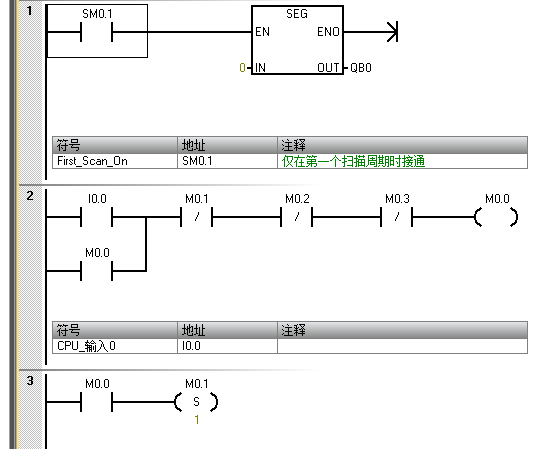 1
SM0.1
SEG
EN ENO
0 IN OUT QB0
符号 地址 注释
First_Scan_On SM0.1 仅在第一个扫描周期时接通
2
I0.0 M0.1 M0.2 M0.3 M0.0
/ / /
M0.0
符号 地址 注释
CPU_输入0 I0.0
3
M0.0 M0.1
S
1